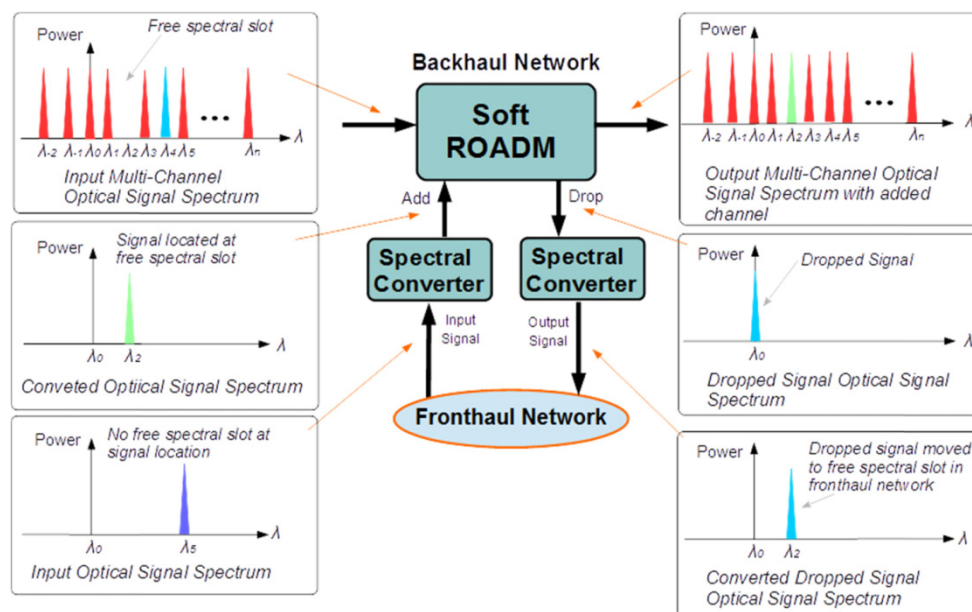 Free spectral slot
Power
λ
λ-2 λ-1 λ0 λ1 λ2 λ3 λ4 λ5 λn
Input Multi-Channel
Optical Signal Spectrum
Signal located at
free spectral slot
Power
λ
λ0 λ2
Conveted Optiical Signal Spectrum
No free spectral slot at
signal location
Power
λ
λ0 λ5
Input Optical Signal Spectrum
Backhaul Network
Soft
ROADM
Add
Drop
Spectral
Converter
Spectral
Converter
Input
Signal
Output
Signal
Fronthaul Network
Power
λ
λ-2 λ-1 λ0 λ1 λ2 λ3 λ4 λ5 λn
Output Multi-Channel Optical
Signal Spectrum with added
channel
Power
Dropped Signal
λ
λ0
Dropped Signal Optical Signal
Spectrum
Power
Dropped signal moved
to free spectral slot in
fronthaul network
λ
λ0 λ2
Converted Dropped Signal
Optical Signal Spectrum